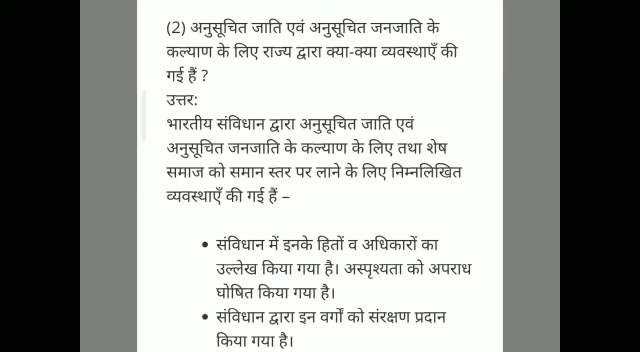 (2) अनुसूचित जाति एवं अनुसूचित जनजाति के
कल्याण के लिए राज्य द्वारा क्या-क्या व्यवस्थाएँ की
गई हैं ?
उत्तर:
भारतीय संविधान द्वारा अनुसूचित जाति एवं
अनुसूचित जनजाति के कल्याण के लिए तथा शेष
समाज को समान स्तर पर लाने के लिए निम्नलिखित
व्यवस्थाएँ की गई हैं –
• संविधान में इनके हितों व अधिकारों का
उल्लेख किया गया है। अस्पृश्यता को अपराध
घोषित किया गया है।
• संविधान द्वारा इन वर्गों को संरक्षण प्रदान
किया गया है।